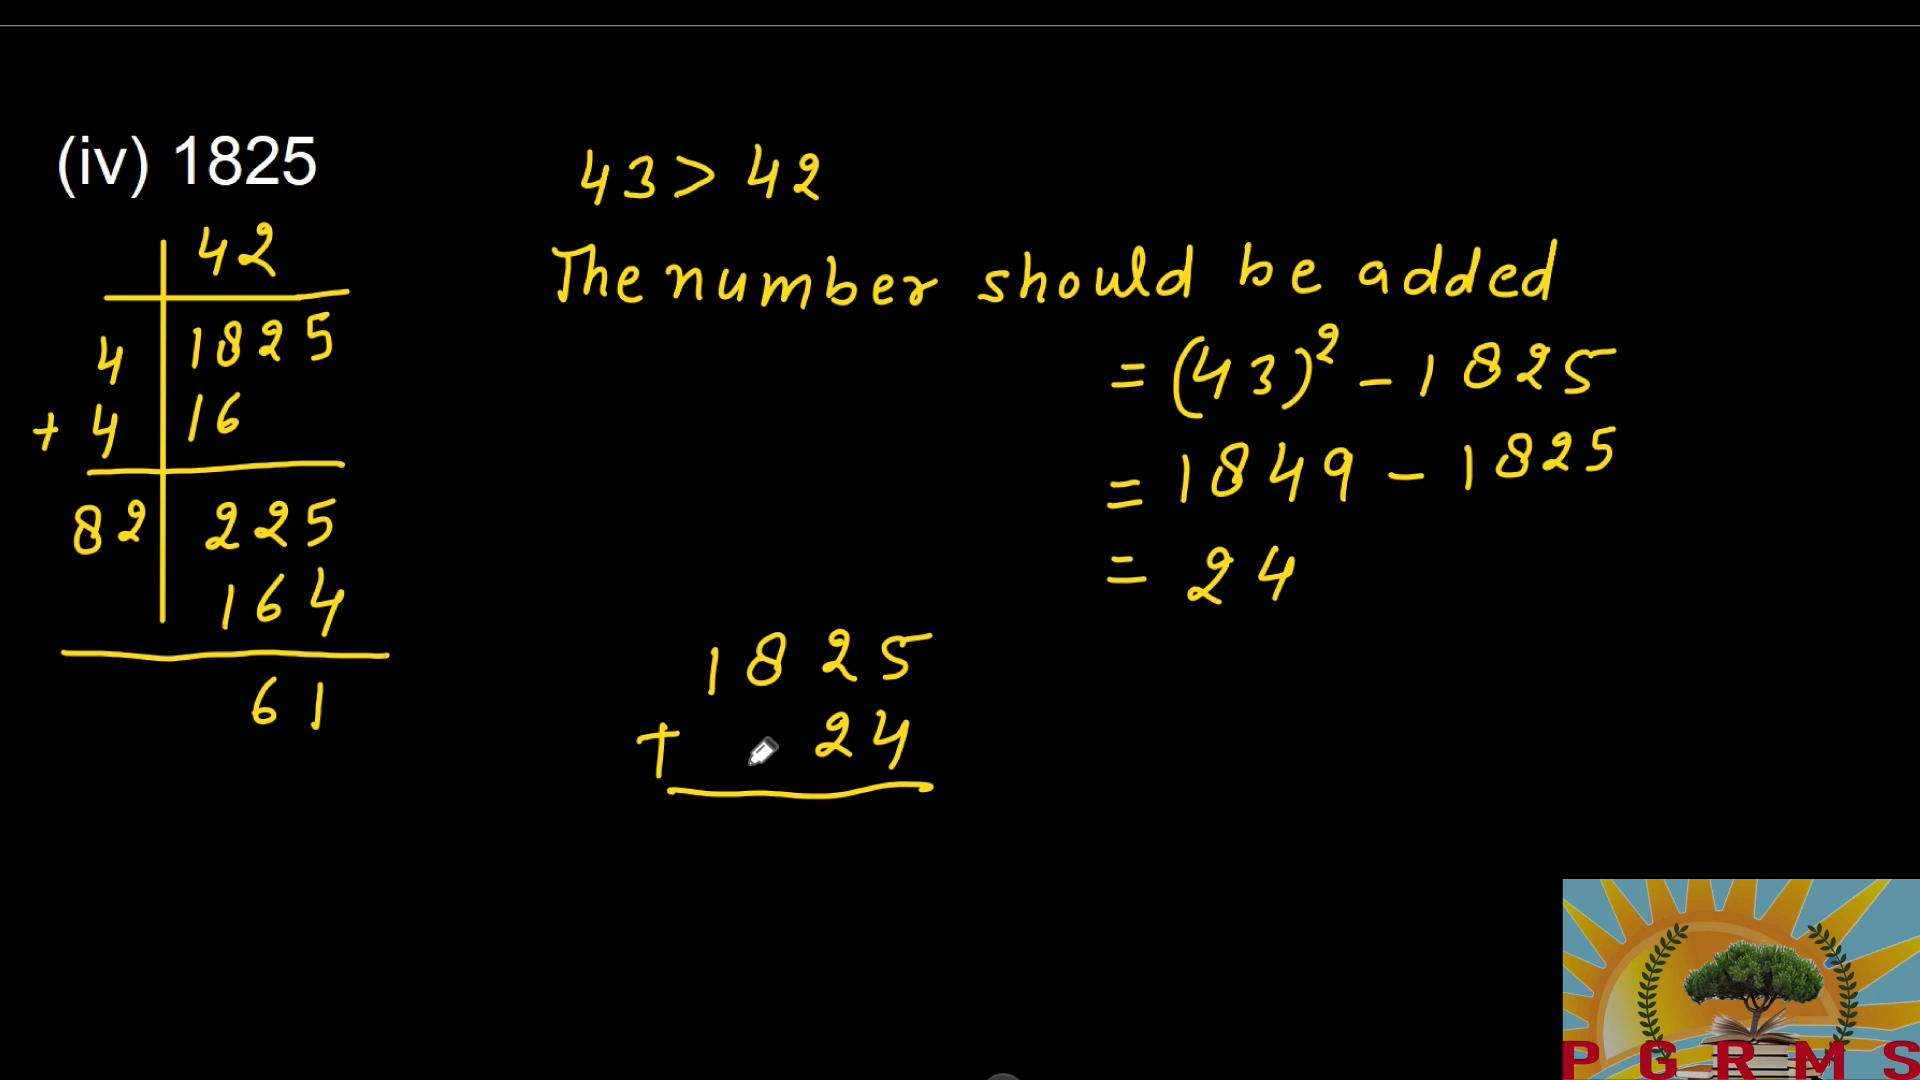 (iv) 1825
42
4 1825
+ 4 16
82 225
164
61
43 > 42
The number should be added
= (43)² - 1825
= 1849 - 1825
= 24
1825
+ 24
P G R M S